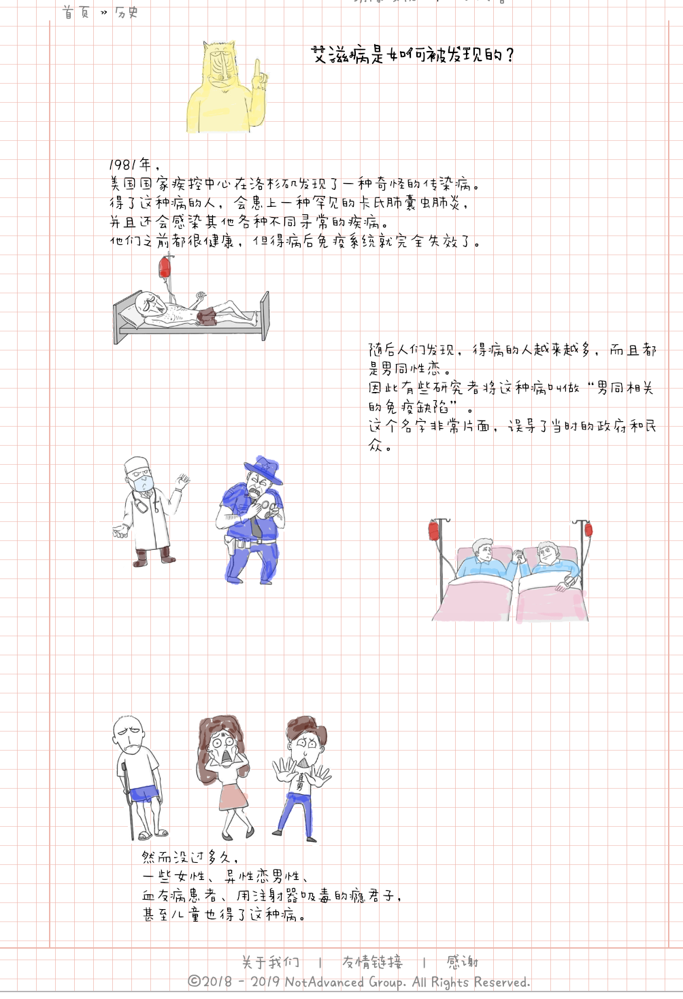 首页 » 历史
艾滋病是如何被发现的？
1981年，
美国国家疾控中心在洛杉矶发现了一种奇怪的传染病。
得了这种病的人，会患上一种罕见的卡氏肺囊虫肺炎，
并且还会感染其他各种不同寻常的疾病。
他们之前都很健康，但得病后免疫系统就完全失效了。
随后人们发现，得病的人越来越多，而且都
是男同性恋。
因此有些研究者将这种病叫做“男同相关
的免疫缺陷”。
这个名字非常片面，误导了当时的政府和民
众。
直男
然而没过多久，
一些女性、异性恋男性、
血友病患者、用注射器吸毒的瘾君子，
甚至儿童也得了这种病。
关于我们 | 友情链接 | 感谢
©2018 - 2019 NotAdvanced Group. All Rights Reserved.